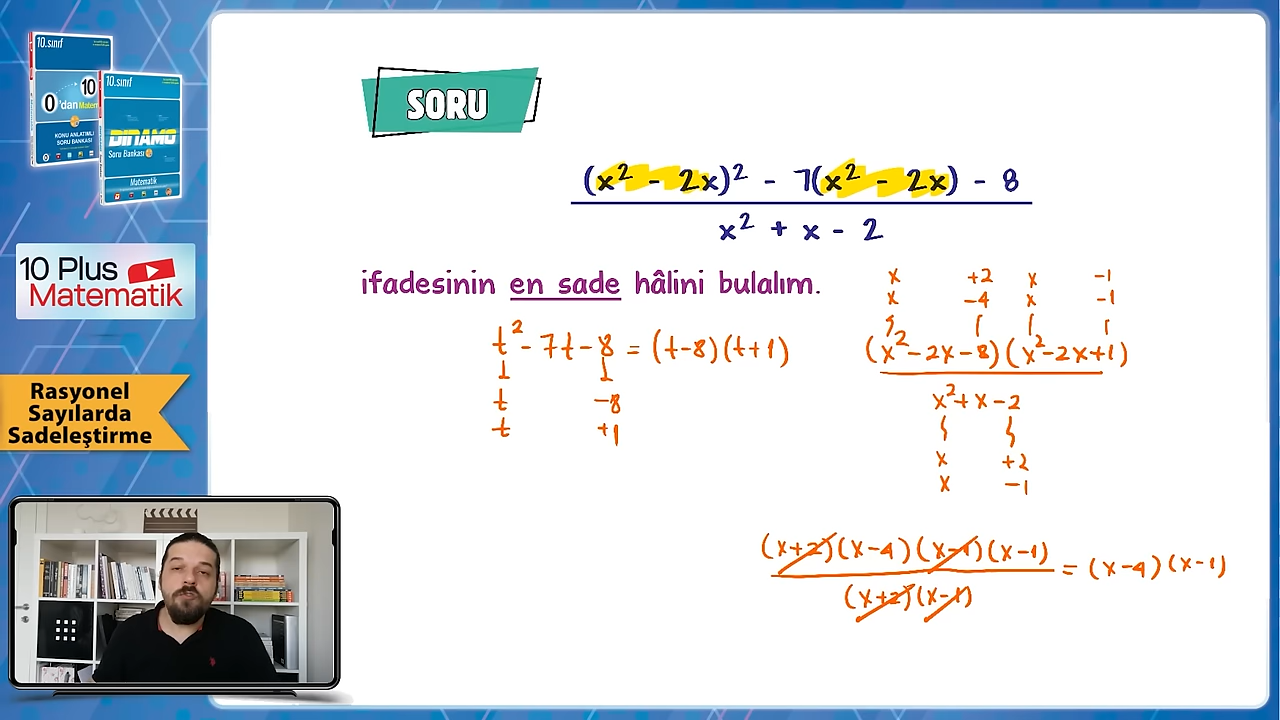 10.sınıf
0'dan 10
Matem
KONU ANLATIMLI
SORU BANKASI
10.sınıf
DİNAMO
Soru Bankası
Matematik
10 Plus
Matematik
Rasyonel
Sayılarda
Sadeleştirme
SORU
(x² - 2x)² - 7(x² - 2x) - 8
x² + x - 2
ifadesinin en sade hâlini bulalım.
x +2 x -1
x -4 x -1
t² - 7t - 8 = (t-8)(t+1)
t -8
t +1
(x² - 2x - 8)(x² - 2x + 1)
x² + x - 2
x +2
x -1
(x+2)(x-4)(x-1)(x-1) = (x-4)(x-1)
(x+2)(x-1)